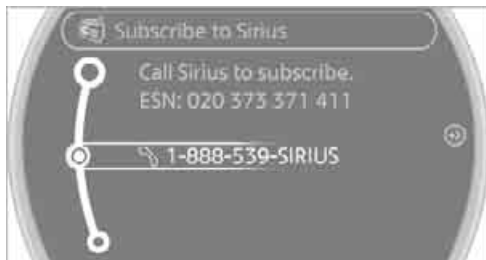 Subscribe to Sirius
Call Sirius to subscribe.
ESN: 020 373 371 411
1-888-539-SIRIUS